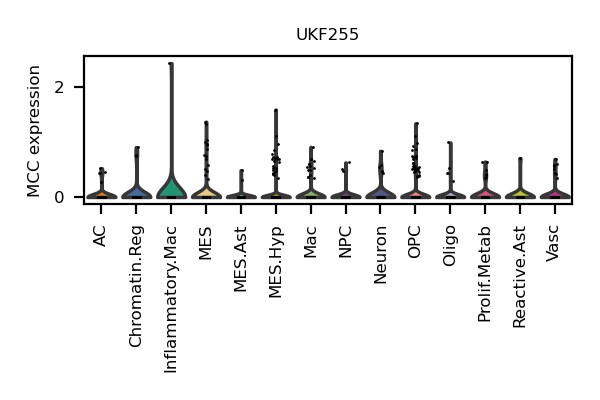 UKF255
MCC expression
2
0
AC
Chromatin.Reg
Inflammatory.Mac
MES
MES.Ast
MES.Hyp
Mac
NPC
Neuron
OPC
Oligo
Prolif.Metab
Reactive.Ast
Vasc